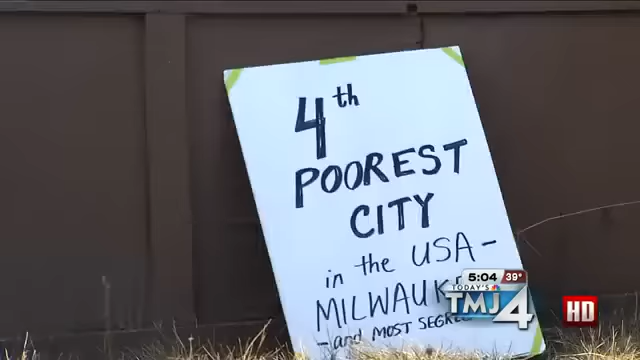 4th
POOREST
CITY
in the USA-
- and MOST
5:04 39°
TODAY'S
TMJ4
HD